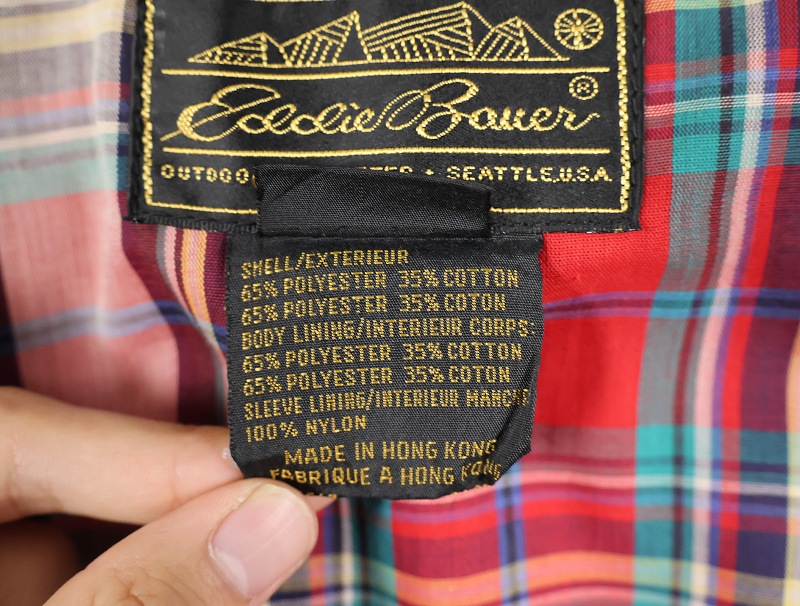 Eddie Bauer ®
SEATTLE, U.S.A.
SHELL/EXTERIEUR
65% POLYESTER 35% COTTON
65% POLYESTER 35% COTON
BODY LINING/INTERIEUR CORPS:
65% POLYESTER 35% COTTON
65% POLYESTER 35% COTON
SLEEVE LINING/INTERIEUR MANCHE
100% NYLON
MADE IN HONG KONG
FABRIQUE A HONG KONG